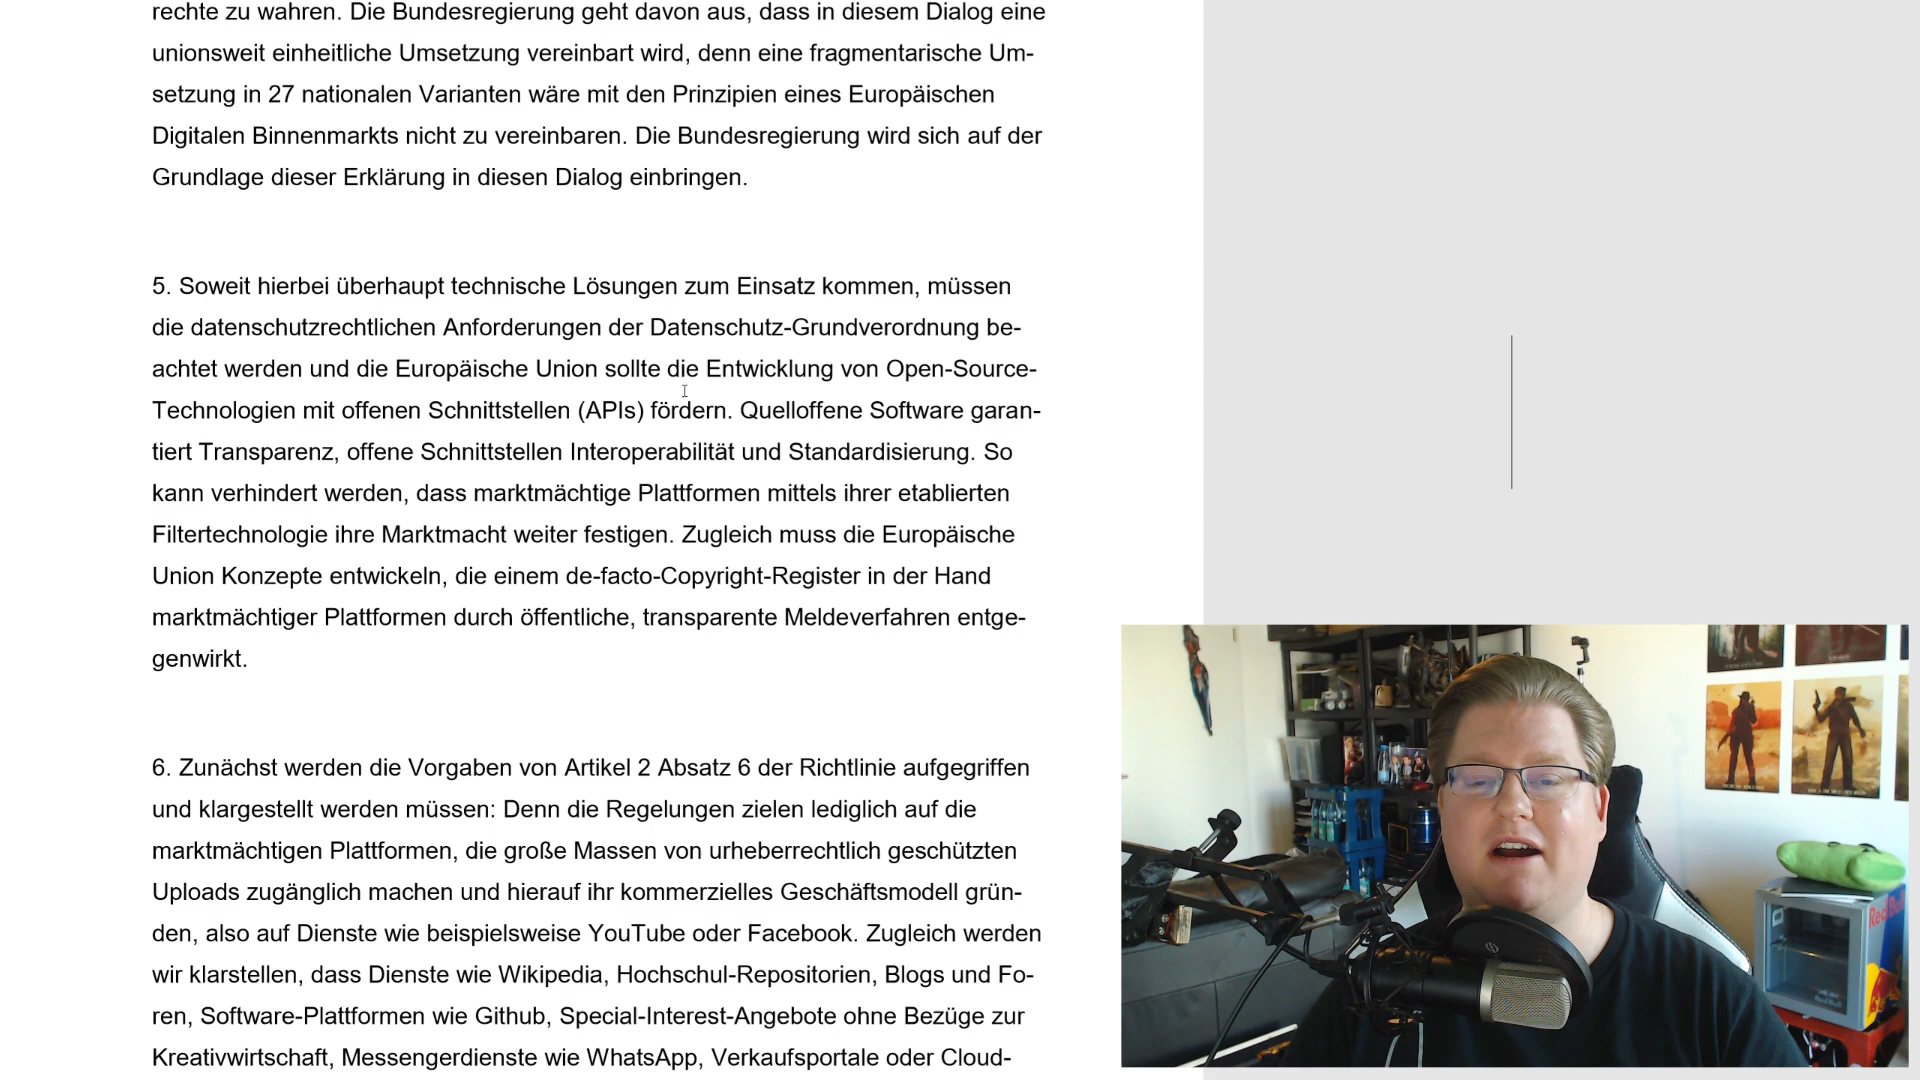 rechte zu wahren. Die Bundesregierung geht davon aus, dass in diesem Dialog eine
unionsweit einheitliche Umsetzung vereinbart wird, denn eine fragmentarische Um-
setzung in 27 nationalen Varianten wäre mit den Prinzipien eines Europäischen
Digitalen Binnenmarkts nicht zu vereinbaren. Die Bundesregierung wird sich auf der
Grundlage dieser Erklärung in diesen Dialog einbringen.
5. Soweit hierbei überhaupt technische Lösungen zum Einsatz kommen, müssen
die datenschutzrechtlichen Anforderungen der Datenschutz-Grundverordnung be-
achtet werden und die Europäische Union sollte die Entwicklung von Open-Source-
Technologien mit offenen Schnittstellen (APIs) fördern. Quelloffene Software garan-
tiert Transparenz, offene Schnittstellen Interoperabilität und Standardisierung. So
kann verhindert werden, dass marktmächtige Plattformen mittels ihrer etablierten
Filtertechnologie ihre Marktmacht weiter festigen. Zugleich muss die Europäische
Union Konzepte entwickeln, die einem de-facto-Copyright-Register in der Hand
marktmächtiger Plattformen durch öffentliche, transparente Meldeverfahren entge-
genwirkt.
6. Zunächst werden die Vorgaben von Artikel 2 Absatz 6 der Richtlinie aufgegriffen
und klargestellt werden müssen: Denn die Regelungen zielen lediglich auf die
marktmächtigen Plattformen, die große Massen von urheberrechtlich geschützten
Uploads zugänglich machen und hierauf ihr kommerzielles Geschäftsmodell grün-
den, also auf Dienste wie beispielsweise YouTube oder Facebook. Zugleich werden
wir klarstellen, dass Dienste wie Wikipedia, Hochschul-Repositorien, Blogs und Fo-
ren, Software-Plattformen wie Github, Special-Interest-Angebote ohne Bezüge zur
Kreativwirtschaft, Messengerdienste wie WhatsApp, Verkaufsportale oder Cloud-
Red Bull